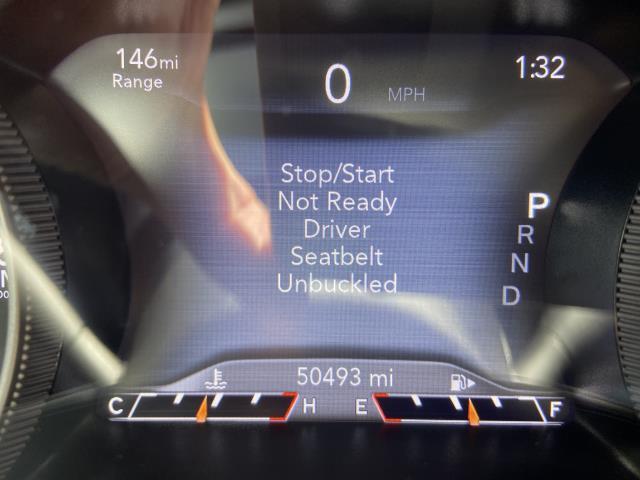 146mi
Range
0 MPH
1:32
Stop/Start
Not Ready
Driver
Seatbelt
Unbuckled
P
R
N
D
50493 mi
C H E F